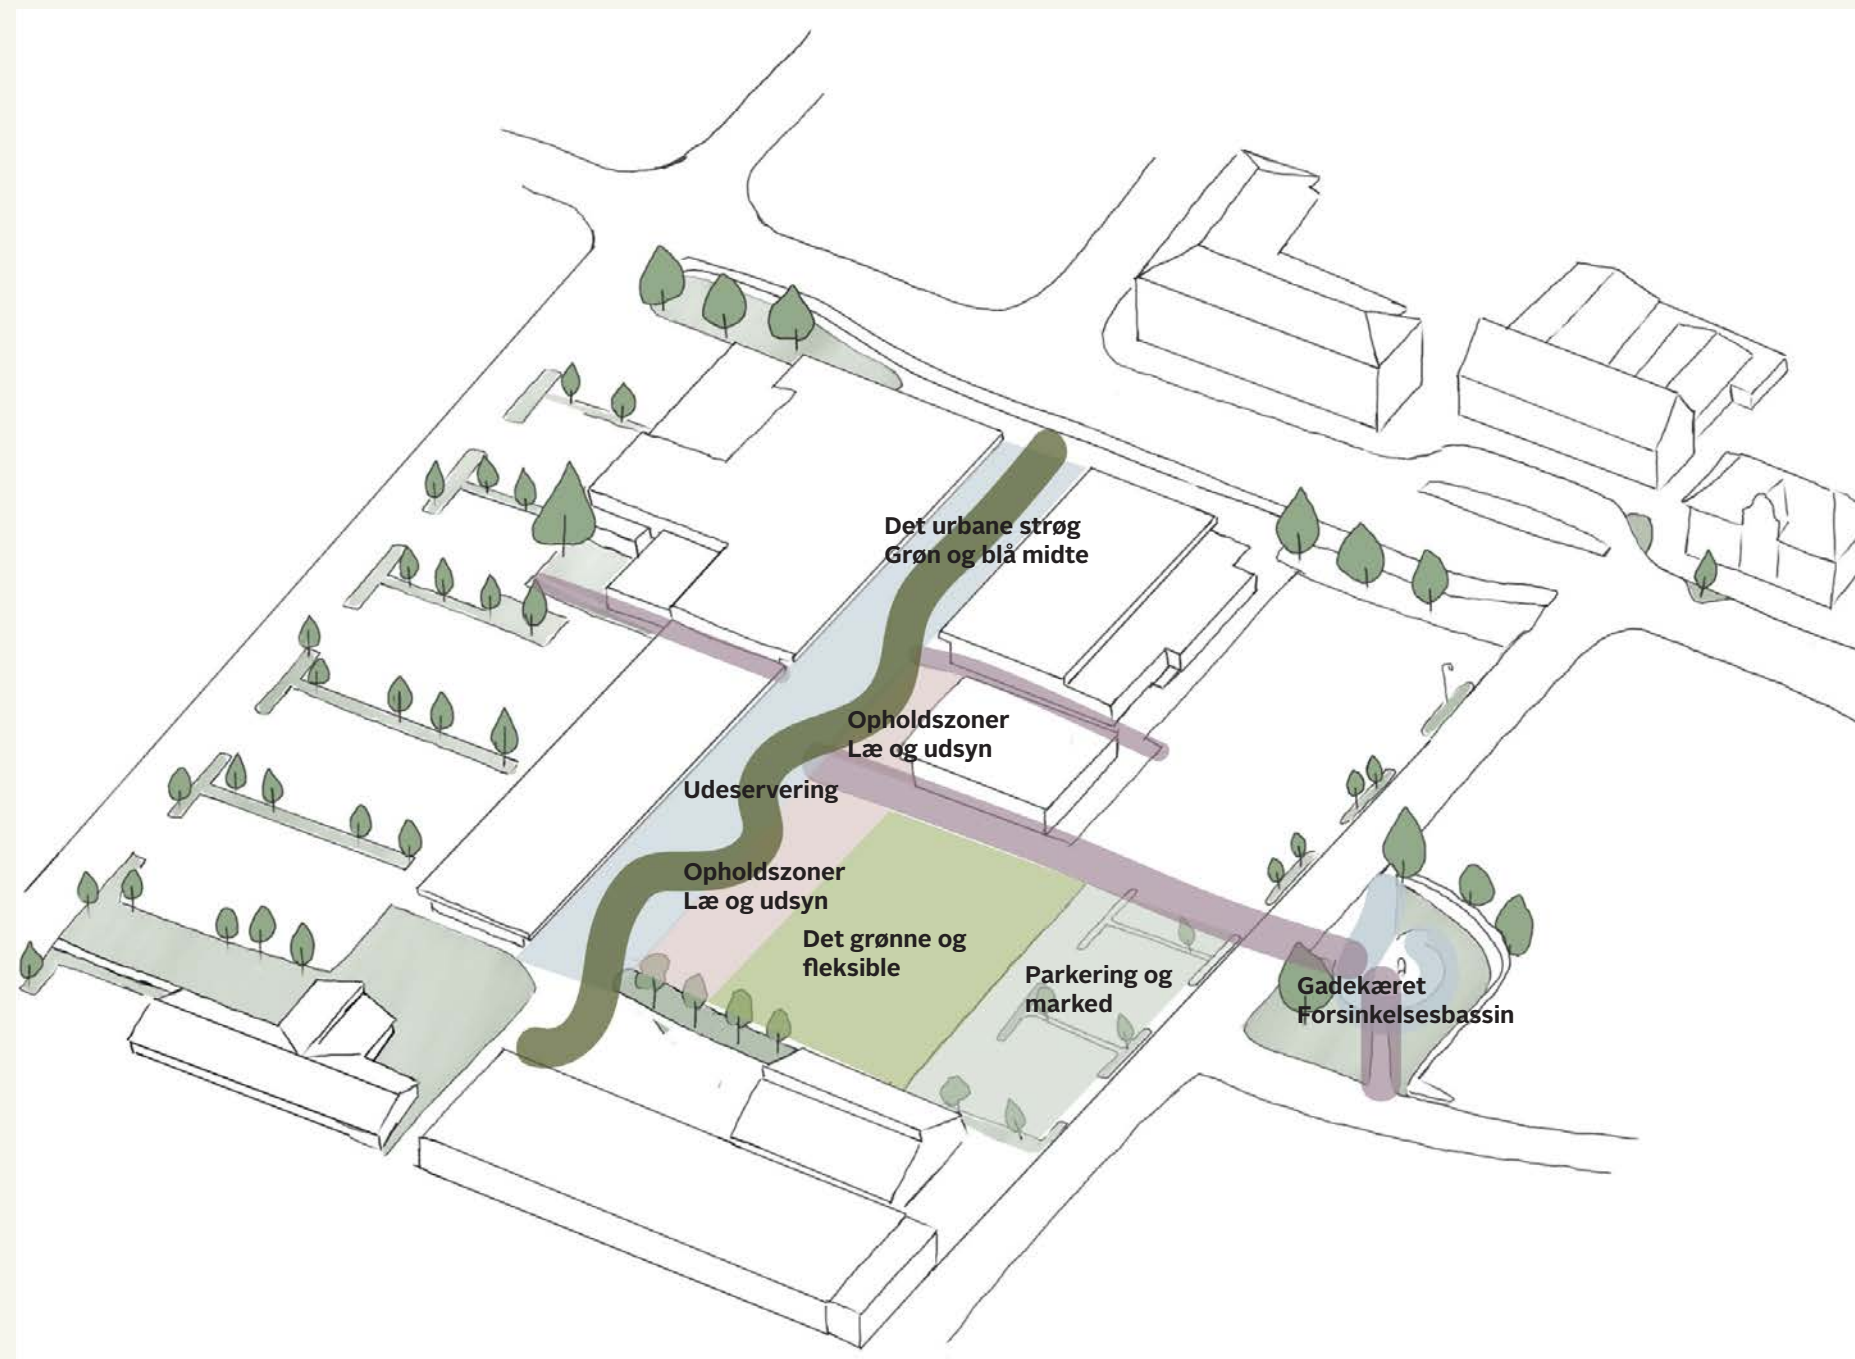 Det urbane strøg
Grøn og blå midte
Opholdszoner
Læ og udsyn
Udeservering
Opholdszoner
Læ og udsyn
Det grønne og
fleksible
Parkering og
marked
Gadekæret
Forsinkelsesbassin